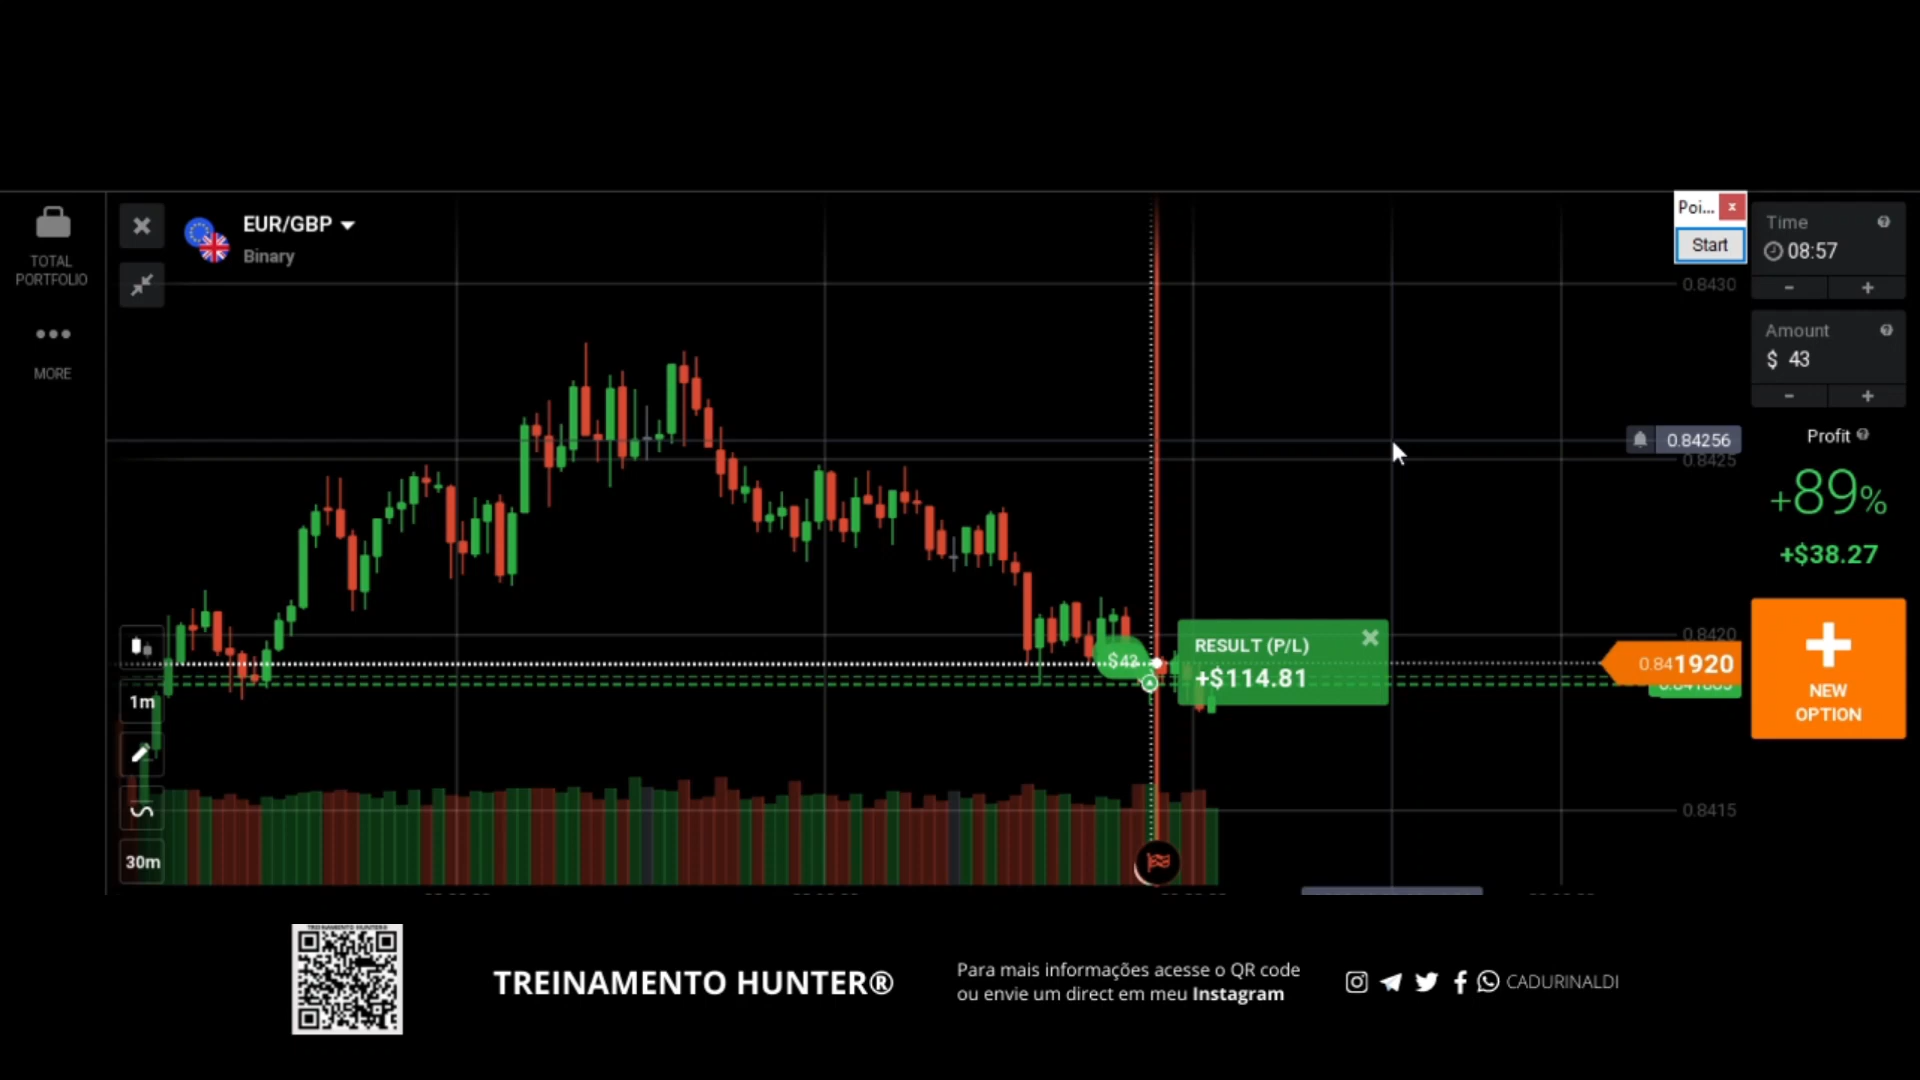 TOTAL
PORTFOLIO
MORE
EUR/GBP
Binary
Poi... x
Start
Time
08:57
- +
Amount
$ 43
- +
Profit
+89%
+$38.27
NEW
OPTION
0.8430
0.84256
0.8425
0.8420
0.841920
0.8415
$43
RESULT (P/L)
+$114.81
1m
30m
TREINAMENTO HUNTER®
Para mais informações acesse o QR code
ou envie um direct em meu Instagram
CADURINALDI